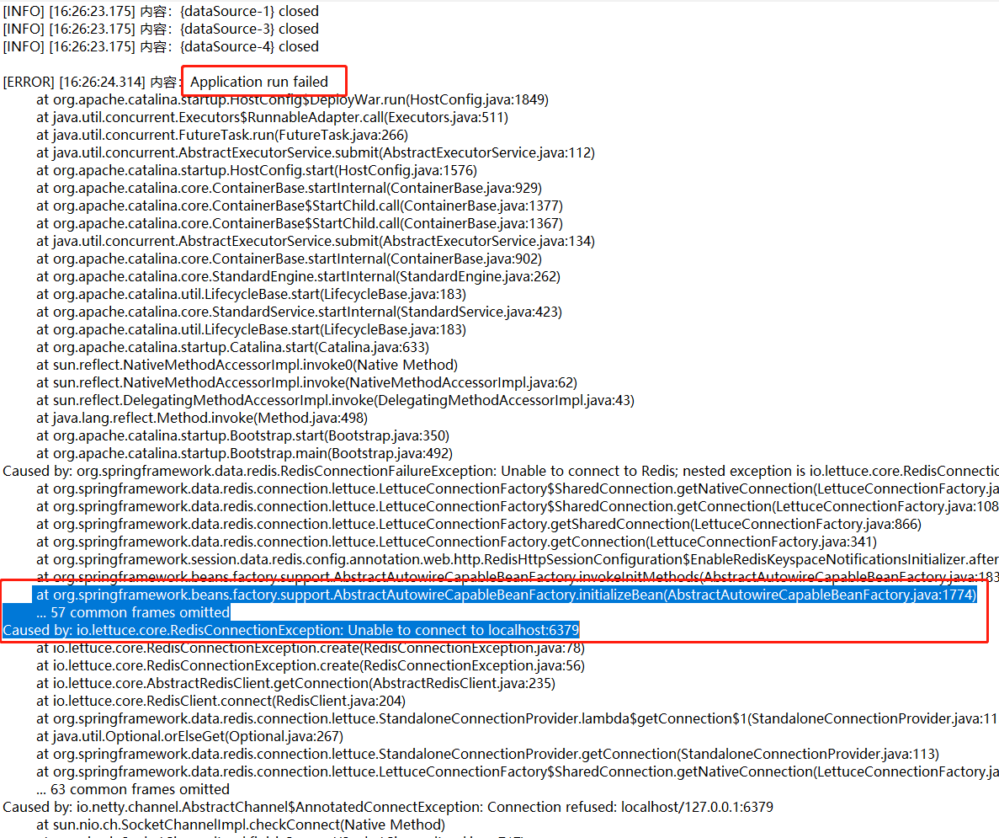 [INFO] [16:26:23.175] 内容：{dataSource-1} closed
[INFO] [16:26:23.175] 内容：{dataSource-3} closed
[INFO] [16:26:23.175] 内容：{dataSource-4} closed
[ERROR] [16:26:24.314] 内容： Application run failed
at org.apache.catalina.startup.HostConfig$DeployWar.run(HostConfig.java:1849)
at java.util.concurrent.Executors$RunnableAdapter.call(Executors.java:511)
at java.util.concurrent.FutureTask.run(FutureTask.java:266)
at java.util.concurrent.AbstractExecutorService.submit(AbstractExecutorService.java:112)
at org.apache.catalina.startup.HostConfig.start(HostConfig.java:1576)
at org.apache.catalina.core.ContainerBase.startInternal(ContainerBase.java:929)
at org.apache.catalina.core.ContainerBase$StartChild.call(ContainerBase.java:1377)
at org.apache.catalina.core.ContainerBase$StartChild.call(ContainerBase.java:1367)
at java.util.concurrent.AbstractExecutorService.submit(AbstractExecutorService.java:134)
at org.apache.catalina.core.ContainerBase.startInternal(ContainerBase.java:902)
at org.apache.catalina.core.StandardEngine.startInternal(StandardEngine.java:262)
at org.apache.catalina.util.LifecycleBase.start(LifecycleBase.java:183)
at org.apache.catalina.core.StandardService.startInternal(StandardService.java:423)
at org.apache.catalina.util.LifecycleBase.start(LifecycleBase.java:183)
at org.apache.catalina.startup.Catalina.start(Catalina.java:633)
at sun.reflect.NativeMethodAccessorImpl.invoke0(Native Method)
at sun.reflect.NativeMethodAccessorImpl.invoke(NativeMethodAccessorImpl.java:62)
at sun.reflect.DelegatingMethodAccessorImpl.invoke(DelegatingMethodAccessorImpl.java:43)
at java.lang.reflect.Method.invoke(Method.java:498)
at org.apache.catalina.startup.Bootstrap.start(Bootstrap.java:350)
at org.apache.catalina.startup.Bootstrap.main(Bootstrap.java:492)
Caused by: org.springframework.data.redis.RedisConnectionFailureException: Unable to connect to Redis; nested exception is io.lettuce.core.RedisConnectic
at org.springframework.data.redis.connection.lettuce.LettuceConnectionFactory$SharedConnection.getNativeConnection(LettuceConnectionFactory.ja
at org.springframework.data.redis.connection.lettuce.LettuceConnectionFactory$SharedConnection.getConnection(LettuceConnectionFactory.java:108
at org.springframework.data.redis.connection.lettuce.LettuceConnectionFactory.getSharedConnection(LettuceConnectionFactory.java:866)
at org.springframework.data.redis.connection.lettuce.LettuceConnectionFactory.getConnection(LettuceConnectionFactory.java:341)
at org.springframework.session.data.redis.config.annotation.web.http.RedisHttpSessionConfiguration$EnableRedisKeyspaceNotificationsInitializer.after
at org.springframework.beans.factory.support.AbstractAutowireCapableBeanFactory.invokeInitMethods(AbstractAutowireCapableBeanFactory.java:183
at org.springframework.beans.factory.support.AbstractAutowireCapableBeanFactory.initializeBean(AbstractAutowireCapableBeanFactory.java:1774)
... 57 common frames omitted
Caused by: io.lettuce.core.RedisConnectionException: Unable to connect to localhost:6379
at io.lettuce.core.RedisConnectionException.create(RedisConnectionException.java:78)
at io.lettuce.core.RedisConnectionException.create(RedisConnectionException.java:56)
at io.lettuce.core.AbstractRedisClient.getConnection(AbstractRedisClient.java:235)
at io.lettuce.core.RedisClient.connect(RedisClient.java:204)
at org.springframework.data.redis.connection.lettuce.StandaloneConnectionProvider.lambda$getConnection$1(StandaloneConnectionProvider.java:11
at java.util.Optional.orElseGet(Optional.java:267)
at org.springframework.data.redis.connection.lettuce.StandaloneConnectionProvider.getConnection(StandaloneConnectionProvider.java:113)
at org.springframework.data.redis.connection.lettuce.LettuceConnectionFactory$SharedConnection.getNativeConnection(LettuceConnectionFactory.ja
... 63 common frames omitted
Caused by: io.netty.channel.AbstractChannel$AnnotatedConnectException: Connection refused: localhost/127.0.0.1:6379
at sun.nio.ch.SocketChannelImpl.checkConnect(Native Method)